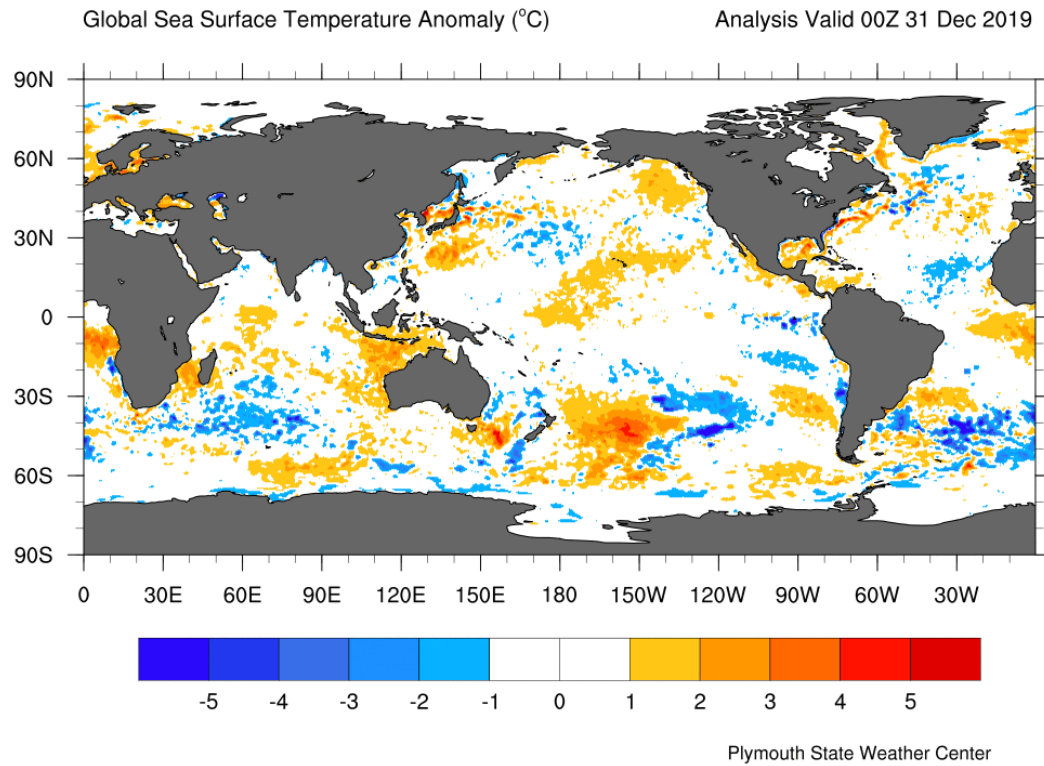 Global Sea Surface Temperature Anomaly (°C) Analysis Valid 00Z 31 Dec 2019
90N
60N
30N
0
30S
60S
90S
0 30E 60E 90E 120E 150E 180 150W 120W 90W 60W 30W
-5 -4 -3 -2 -1 0 1 2 3 4 5
Plymouth State Weather Center